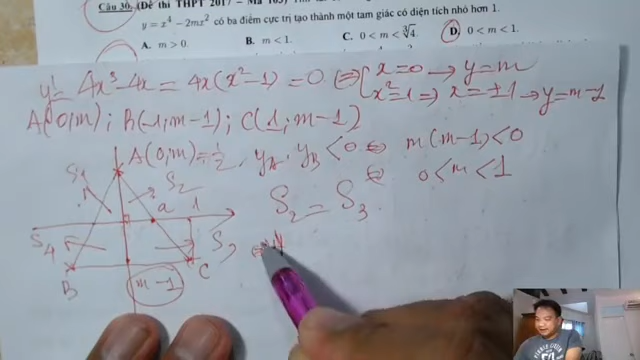 Câu 30. (Đề thi THPT 2017 - Mã 105)
y = x⁴ − 2mx² có ba điểm cực trị tạo thành một tam giác có diện tích nhỏ hơn 1.
A. m > 0. B. m < 1. C. 0 < m < ∛4. D. 0 < m < 1.
y' = 4x³ - 4x = 4x(x² - 1) = 0 ⇔ [ x = 0 → y = m
x² = 1 ⇒ x = ±1 → y = m - 1
A(0; m); B(-1; m - 1); C(1; m - 1)
A(0; m) = 1/2, y_A . y_B < 0 ⇔ m(m - 1) < 0
⇔ 0 < m < 1
S₁ S₂ a 1
S₂ = S₃
S₄ S₃
B m - 1 C